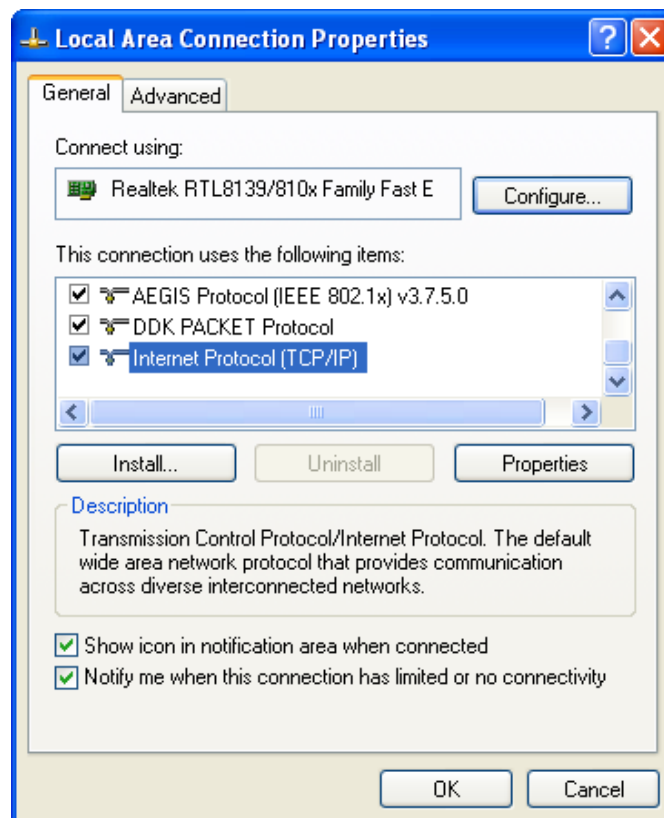 Local Area Connection Properties
General
Advanced
Connect using:
Realtek RTL8139/810x Family Fast E
Configure...
This connection uses the following items:
AEGIS Protocol (IEEE 802.1x) v3.7.5.0
DDK PACKET Protocol
Internet Protocol (TCP/IP)
Install...
Uninstall
Properties
Description
Transmission Control Protocol/Internet Protocol. The default
wide area network protocol that provides communication
across diverse interconnected networks.
Show icon in notification area when connected
Notify me when this connection has limited or no connectivity
OK
Cancel